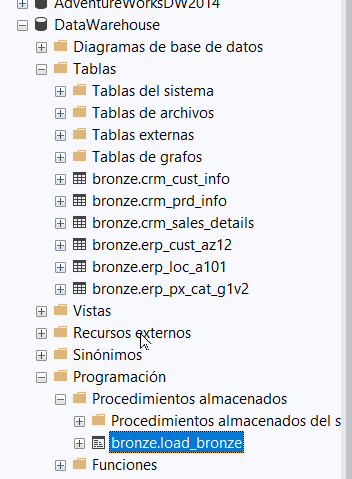 AdventureWorksDW2014
DataWarehouse
Diagramas de base de datos
Tablas
Tablas del sistema
Tablas de archivos
Tablas externas
Tablas de grafos
bronze.crm_cust_info
bronze.crm_prd_info
bronze.crm_sales_details
bronze.erp_cust_az12
bronze.erp_loc_a101
bronze.erp_px_cat_g1v2
Vistas
Recursos externos
Sinónimos
Programación
Procedimientos almacenados
Procedimientos almacenados del s
bronze.load_bronze
Funciones